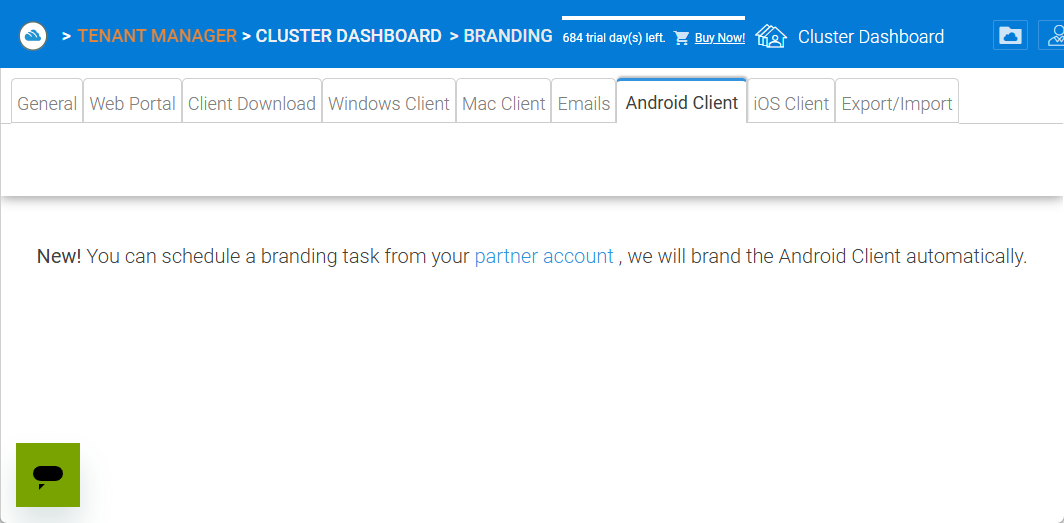 > TENANT MANAGER > CLUSTER DASHBOARD > BRANDING 684 trial day(s) left. Buy Now! Cluster Dashboard
General Web Portal Client Download Windows Client Mac Client Emails Android Client iOS Client Export/Import
New! You can schedule a branding task from your partner account , we will brand the Android Client automatically.